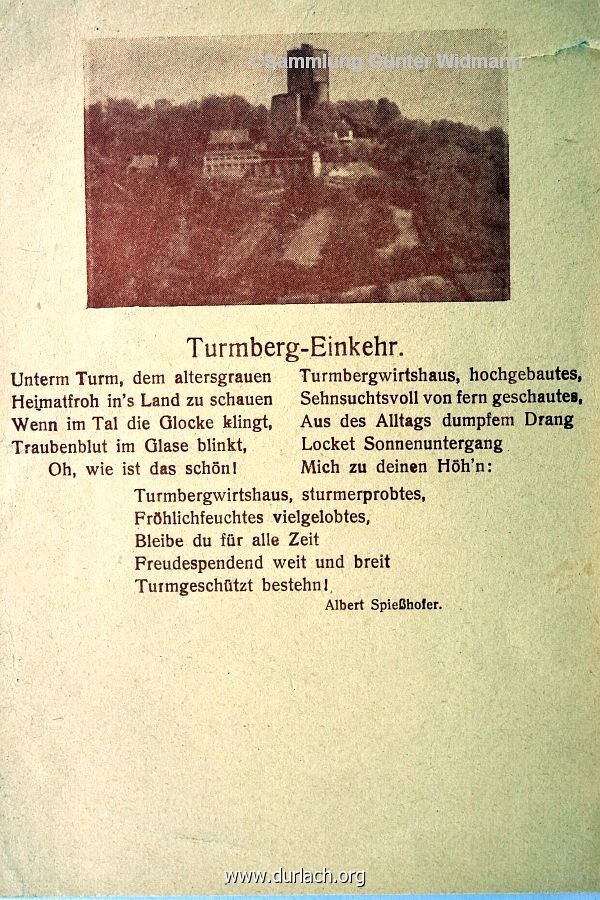 ©Sammlung Günter Widmann
Turmberg-Einkehr.
Unterm Turm, dem altersgrauen
Heimatfroh in's Land zu schauen
Wenn im Tal die Glocke klingt,
Traubenblut im Glase blinkt,
Oh, wie ist das schön!
Turmbergwirtshaus, hochgebautes,
Sehnsuchtsvoll von fern geschautes,
Aus des Alltags dumpfem Drang
Locket Sonnenuntergang
Mich zu deinen Höh'n:
Turmbergwirtshaus, sturmerprobtes,
Fröhlichfeuchtes vielgelobtes,
Bleibe du für alle Zeit
Freudespendend weit und breit
Turmgeschützt bestehn!
Albert Spießhofer.
www.durlach.org